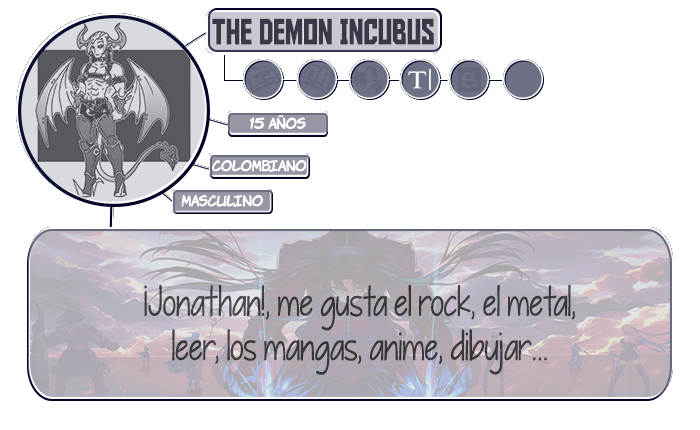 THE DEMON INCUBUS
T|
15 AÑOS
COLOMBIANO
MASCULINO
¡Jonathan!, me gusta el rock, el metal,
leer, los mangas, anime, dibujar...